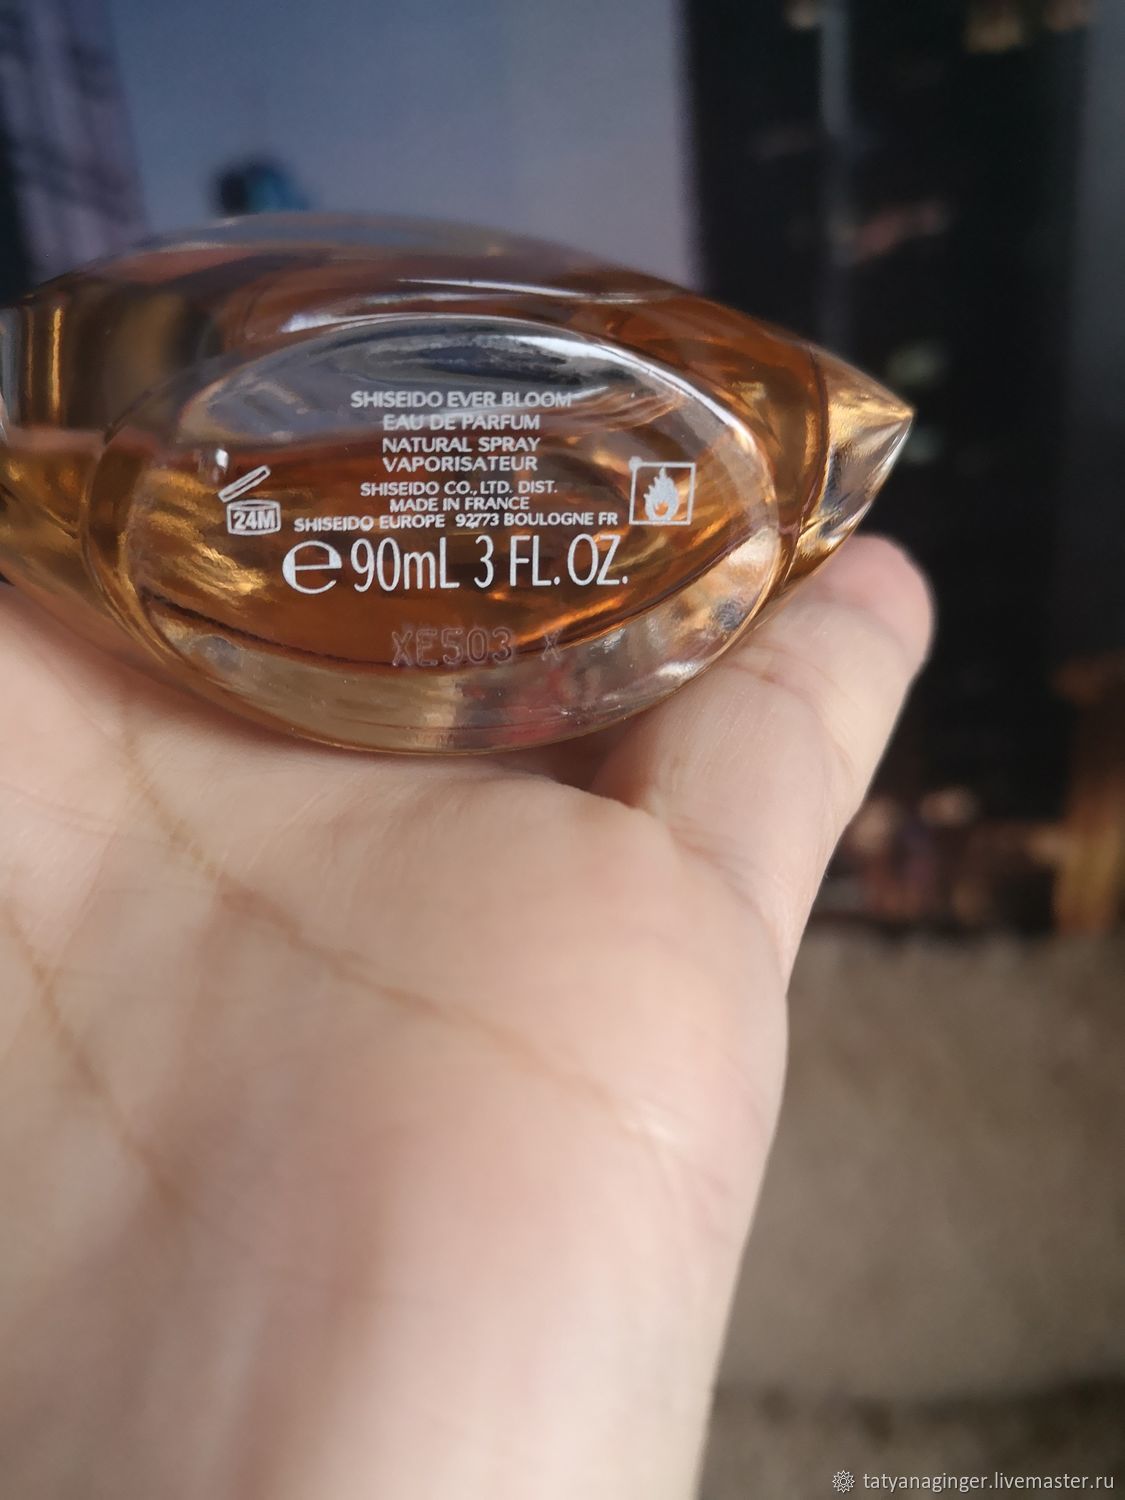 SHISEIDO EVER BLOOM
EAU DE PARFUM
NATURAL SPRAY
VAPORISATEUR
SHISEIDO CO., LTD. DIST.
MADE IN FRANCE
24M
SHISEIDO EUROPE 92773 BOULOGNE FR
e 90mL 3 FL. OZ.
XE503 X
tatyanaginger.livemaster.ru